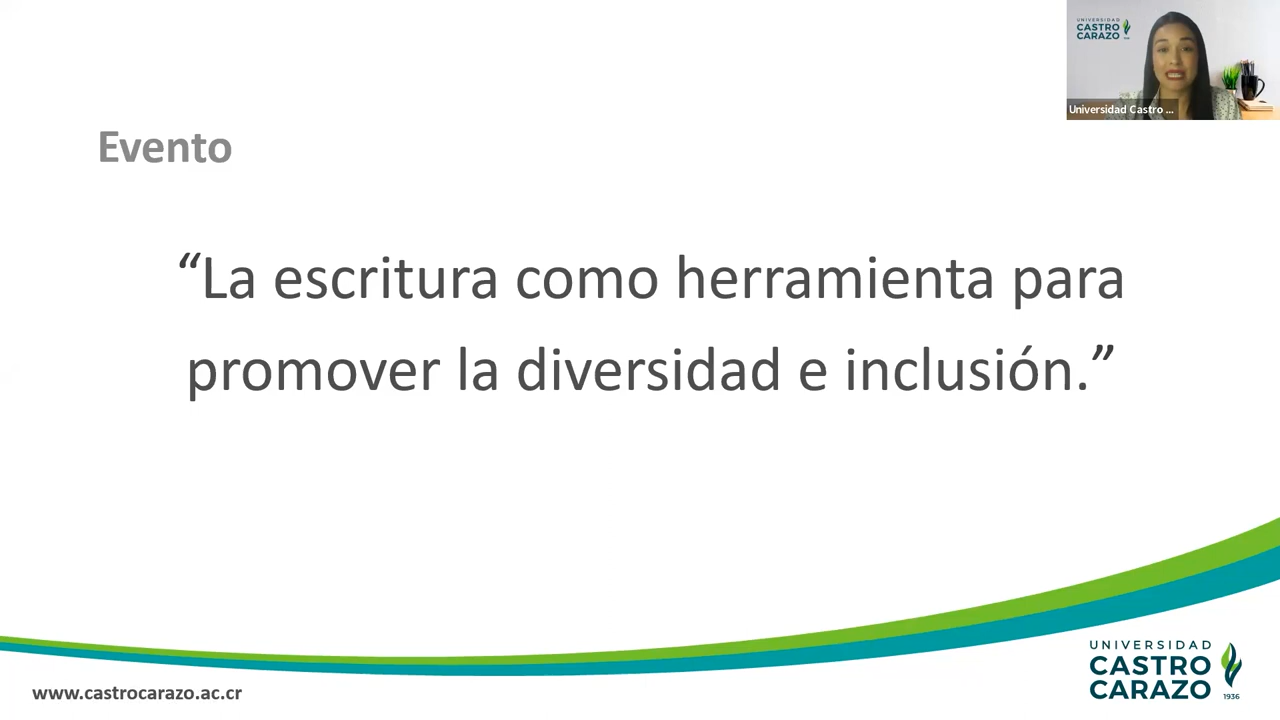 UNIVERSIDAD
CASTRO
CARAZO
Universidad Castro ...
Evento
“La escritura como herramienta para
promover la diversidad e inclusión.”
UNIVERSIDAD
CASTRO
CARAZO
1936
www.castrocarazo.ac.cr